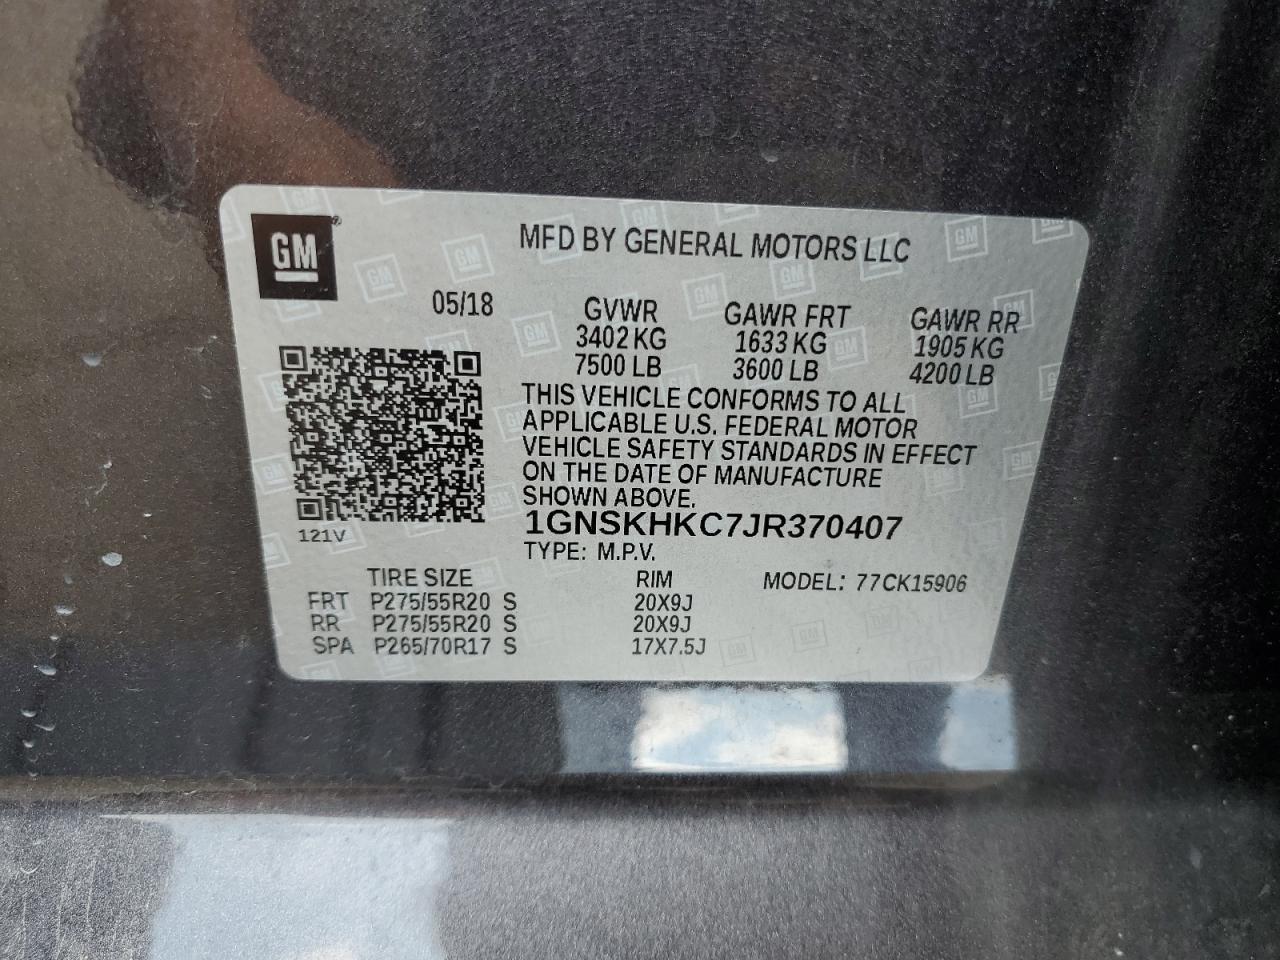 GM
MFD BY GENERAL MOTORS LLC
05/18 GVWR GAWR FRT GAWR RR
3402 KG 1633 KG 1905 KG
7500 LB 3600 LB 4200 LB
THIS VEHICLE CONFORMS TO ALL
APPLICABLE U.S. FEDERAL MOTOR
VEHICLE SAFETY STANDARDS IN EFFECT
ON THE DATE OF MANUFACTURE
SHOWN ABOVE.
1GNSKHKC7JR370407
121V
TYPE: M.P.V.
TIRE SIZE RIM MODEL: 77CK15906
FRT P275/55R20 S 20X9J
RR P275/55R20 S 20X9J
SPA P265/70R17 S 17X7.5J